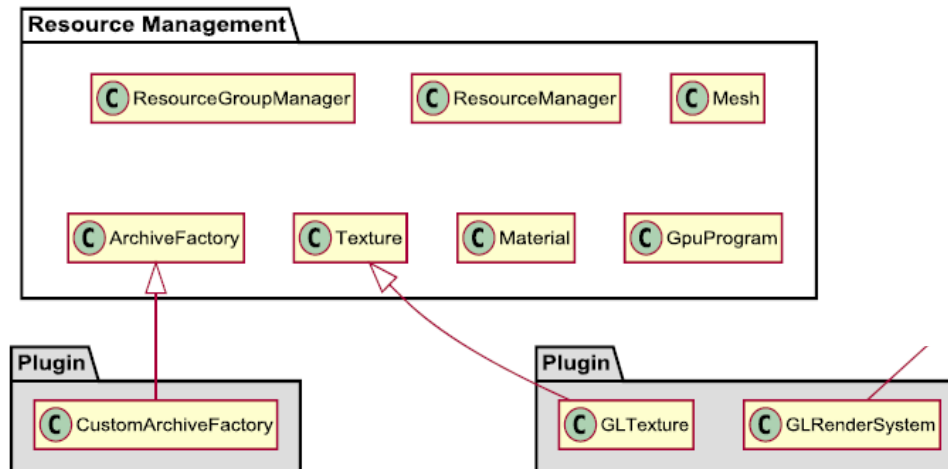 Resource Management
C ResourceGroupManager
C ResourceManager
C Mesh
C ArchiveFactory
C Texture
C Material
C GpuProgram
Plugin
C CustomArchiveFactory
Plugin
C GLTexture
C GLRenderSystem